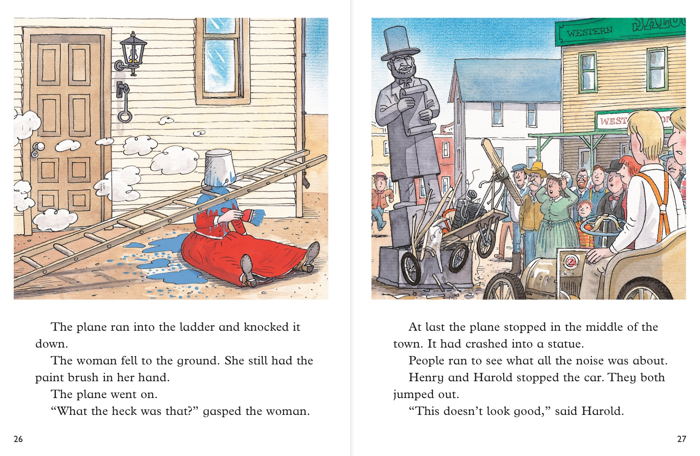 The plane ran into the ladder and knocked it
down.
The woman fell to the ground. She still had the
paint brush in her hand.
The plane went on.
“What the heck was that?” gasped the woman.
26
WESTERN
At last the plane stopped in the middle of the
town. It had crashed into a statue.
People ran to see what all the noise was about.
Henry and Harold stopped the car. They both
jumped out.
“This doesn’t look good,” said Harold.
27